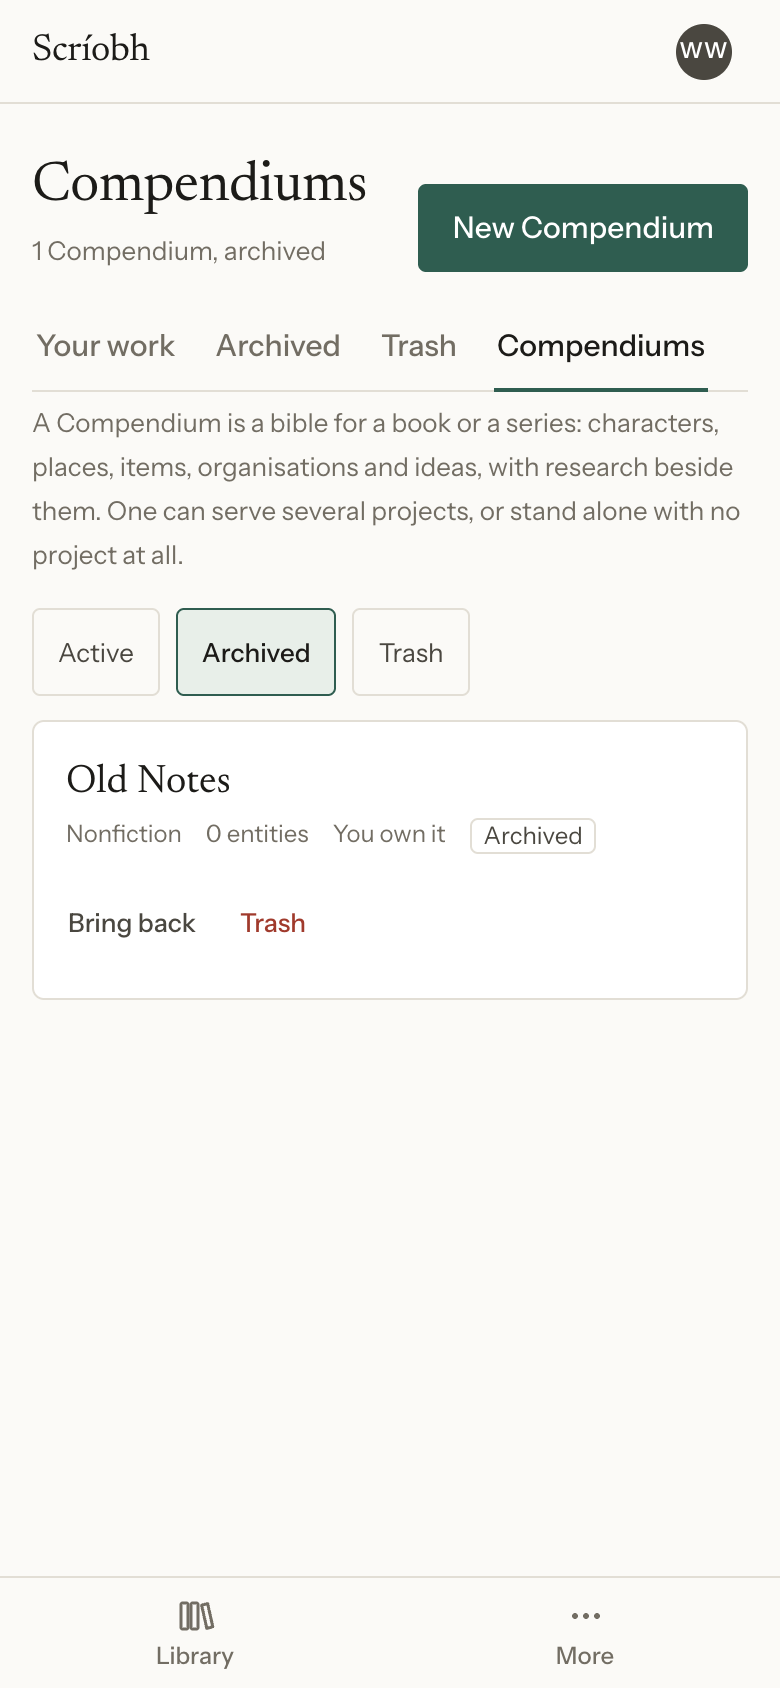 Scríobh
WW
Compendiums
1 Compendium, archived
New Compendium
Your work Archived Trash Compendiums
A Compendium is a bible for a book or a series: characters,
places, items, organisations and ideas, with research beside
them. One can serve several projects, or stand alone with no
project at all.
Active Archived Trash
Old Notes
Nonfiction 0 entities You own it Archived
Bring back Trash
Library More